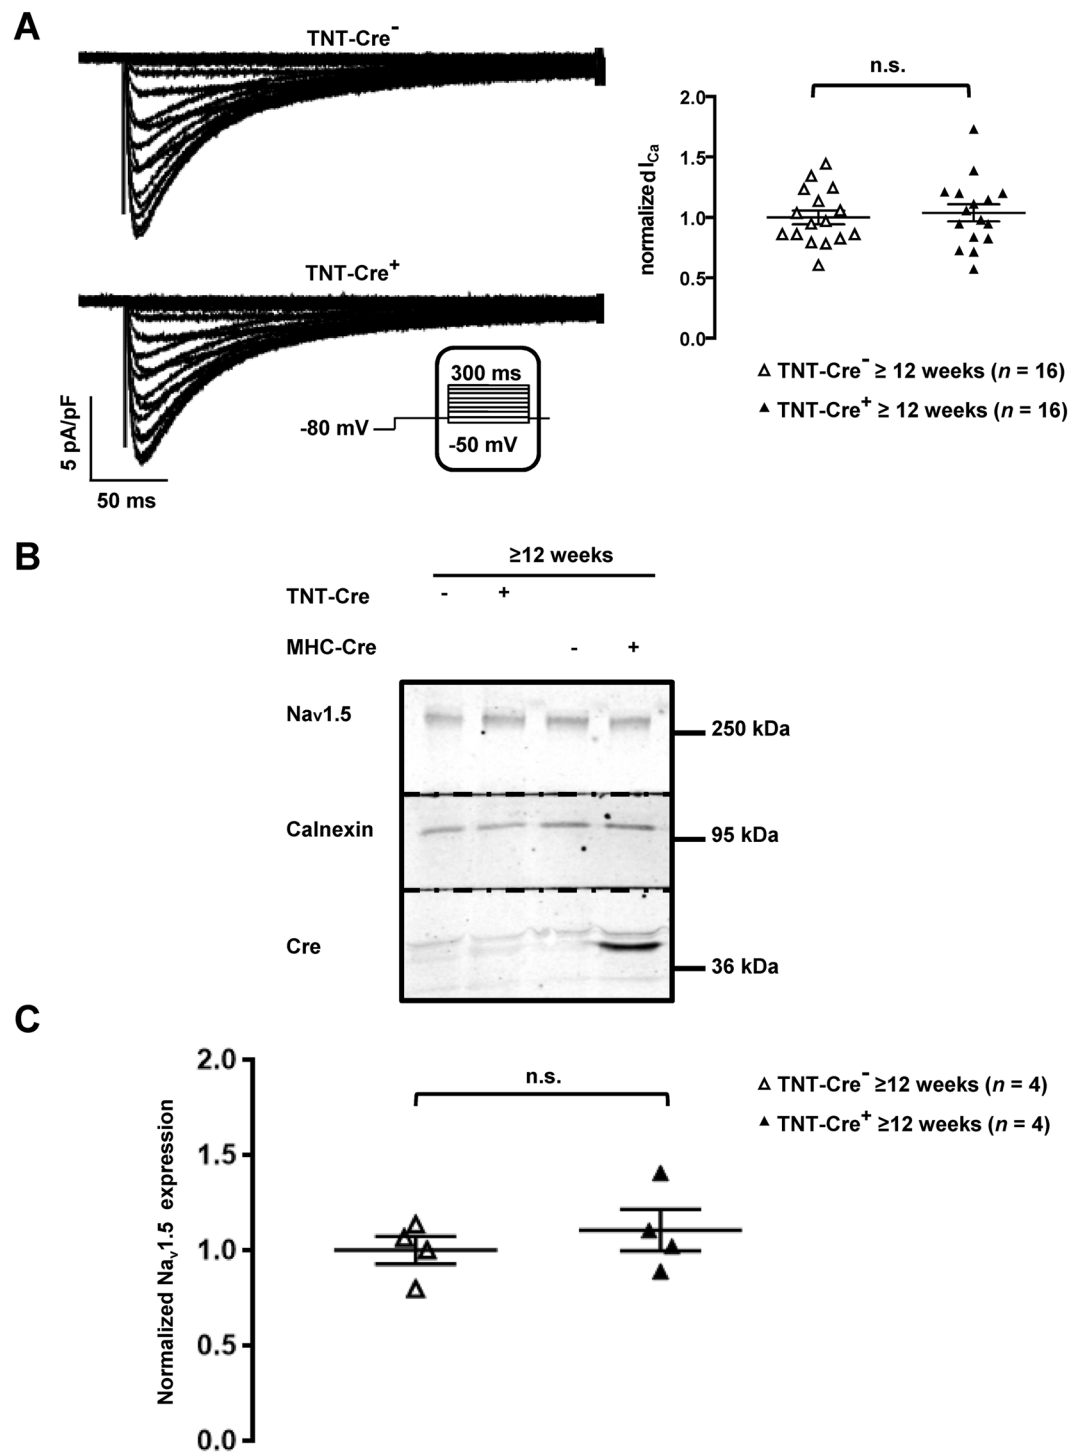 A
TNT-Cre-
TNT-Cre+
5 pA/pF
50 ms
300 ms
-80 mV
-50 mV
n.s.
normalized ICa
2.0
1.5
1.0
0.5
0.0
TNT-Cre- ≥ 12 weeks (n = 16)
TNT-Cre+ ≥ 12 weeks (n = 16)
B
≥12 weeks
TNT-Cre - +
MHC-Cre - +
Nav1.5
250 kDa
Calnexin
95 kDa
Cre
36 kDa
C
Normalized Nav1.5 expression
2.0
1.5
1.0
0.5
0.0
n.s.
TNT-Cre- ≥12 weeks (n = 4)
TNT-Cre+ ≥12 weeks (n = 4)